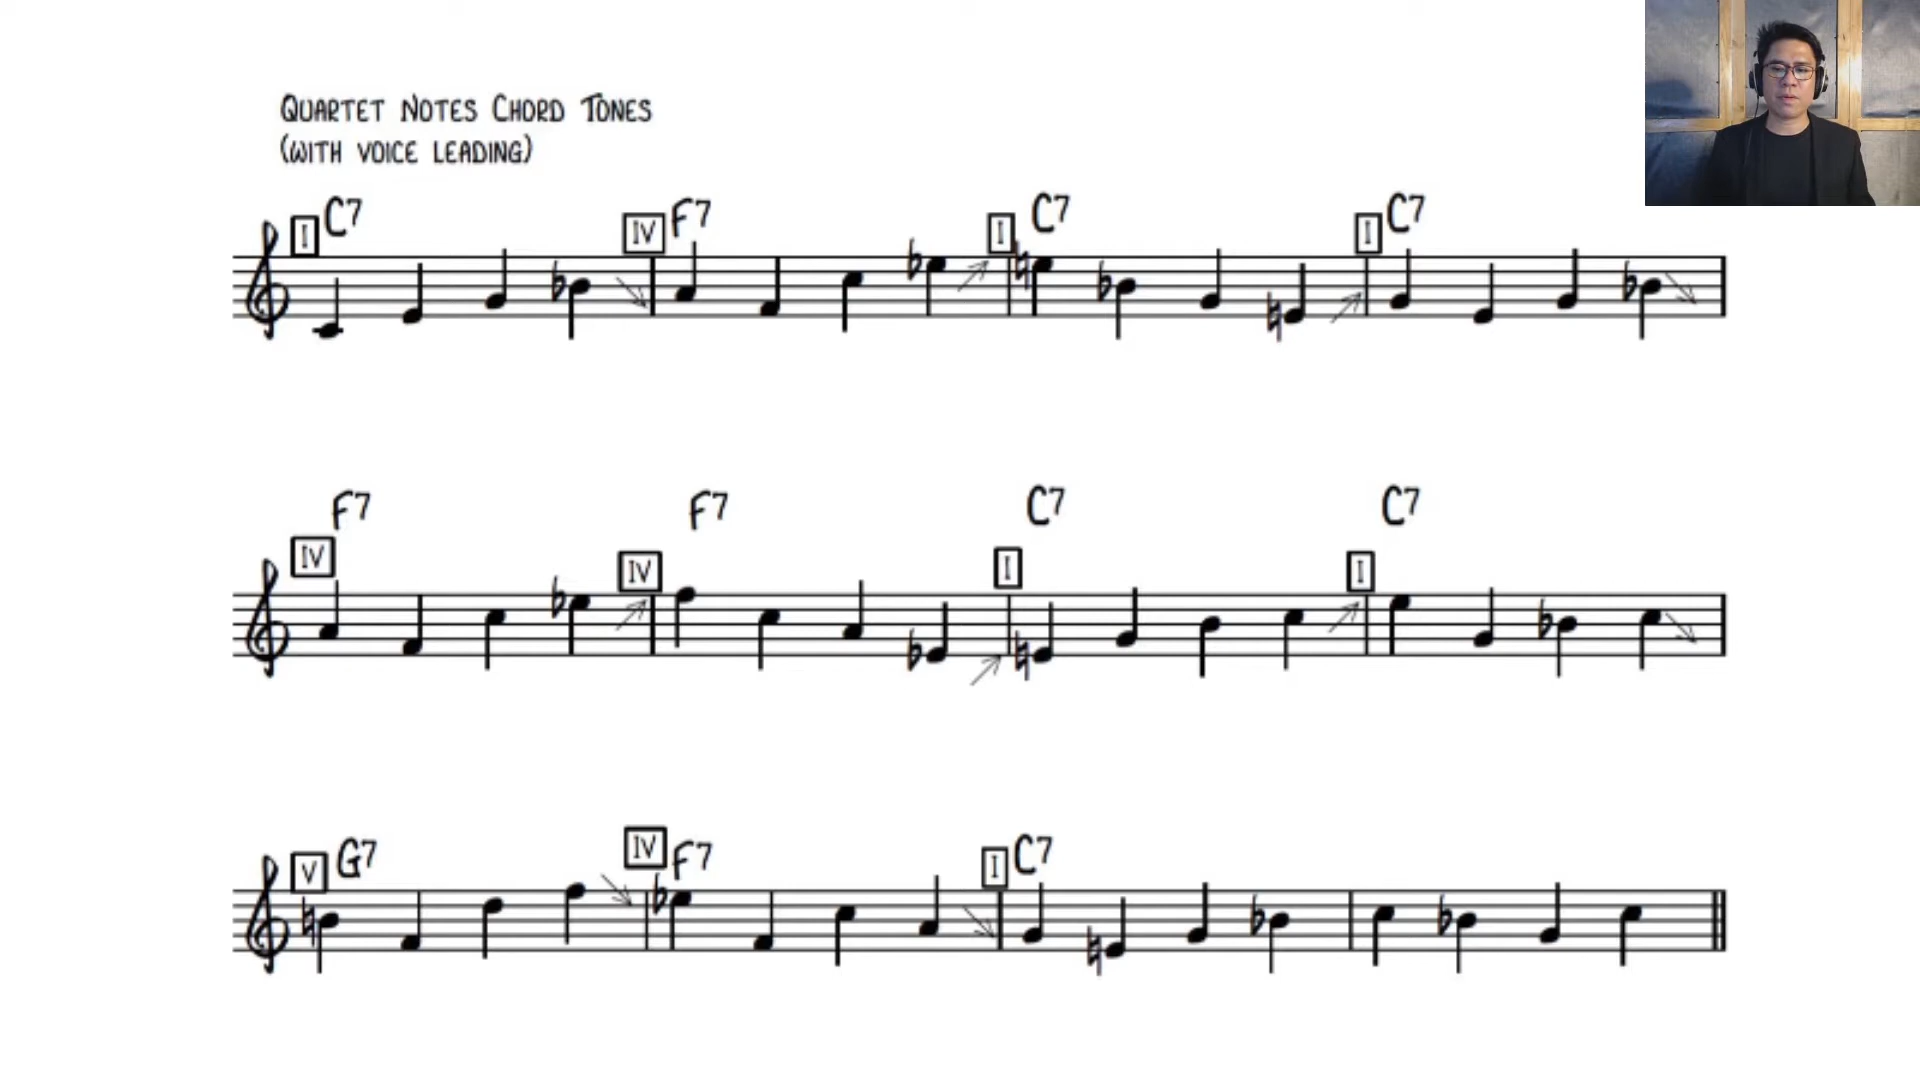 QUARTET NOTES CHORD TONES
(WITH VOICE LEADING)
I C7 IV F7 I C7 I C7
F7 F7 C7 C7
IV IV I I
V G7 IV F7 I C7